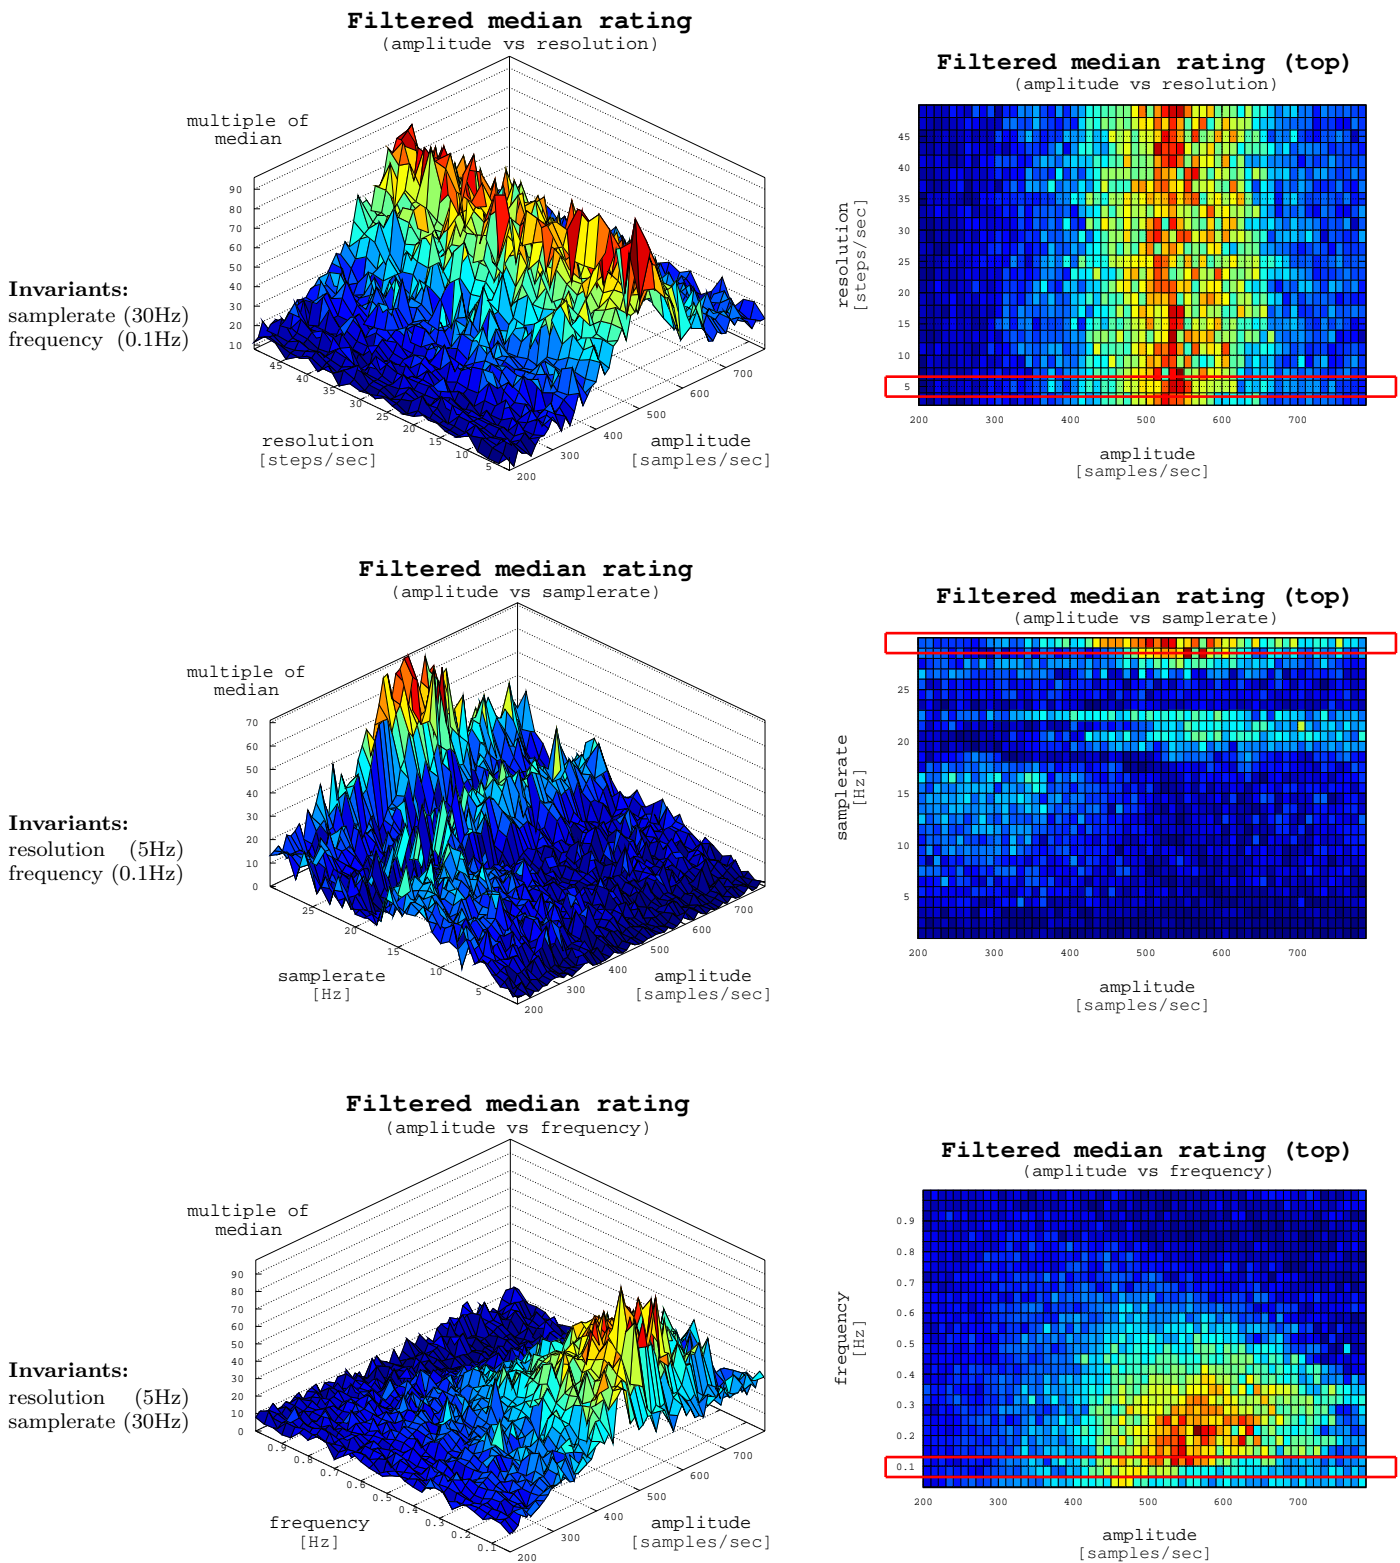 Filtered median rating
(amplitude vs resolution)
multiple of
median
90
80
70
60
50
40
30
20
10
45
40
35
30
25
20
15
10
5
200
300
400
500
600
700
resolution
[steps/sec]
amplitude
[samples/sec]
Invariants:
samplerate (30Hz)
frequency (0.1Hz)
Filtered median rating (top)
(amplitude vs resolution)
45
40
35
30
25
20
15
10
5
200 300 400 500 600 700
resolution
[steps/sec]
amplitude
[samples/sec]
Filtered median rating
(amplitude vs samplerate)
multiple of
median
70
60
50
40
30
20
10
0
25
20
15
10
5
200
300
400
500
600
700
samplerate
[Hz]
amplitude
[samples/sec]
Invariants:
resolution (5Hz)
frequency (0.1Hz)
Filtered median rating (top)
(amplitude vs samplerate)
25
20
15
10
5
200 300 400 500 600 700
samplerate
[Hz]
amplitude
[samples/sec]
Filtered median rating
(amplitude vs frequency)
multiple of
median
90
80
70
60
50
40
30
20
10
0
0.9
0.8
0.7
0.6
0.5
0.4
0.3
0.2
0.1
200
300
400
500
600
700
frequency
[Hz]
amplitude
[samples/sec]
Invariants:
resolution (5Hz)
samplerate (30Hz)
Filtered median rating (top)
(amplitude vs frequency)
0.9
0.8
0.7
0.6
0.5
0.4
0.3
0.2
0.1
200 300 400 500 600 700
frequency
[Hz]
amplitude
[samples/sec]